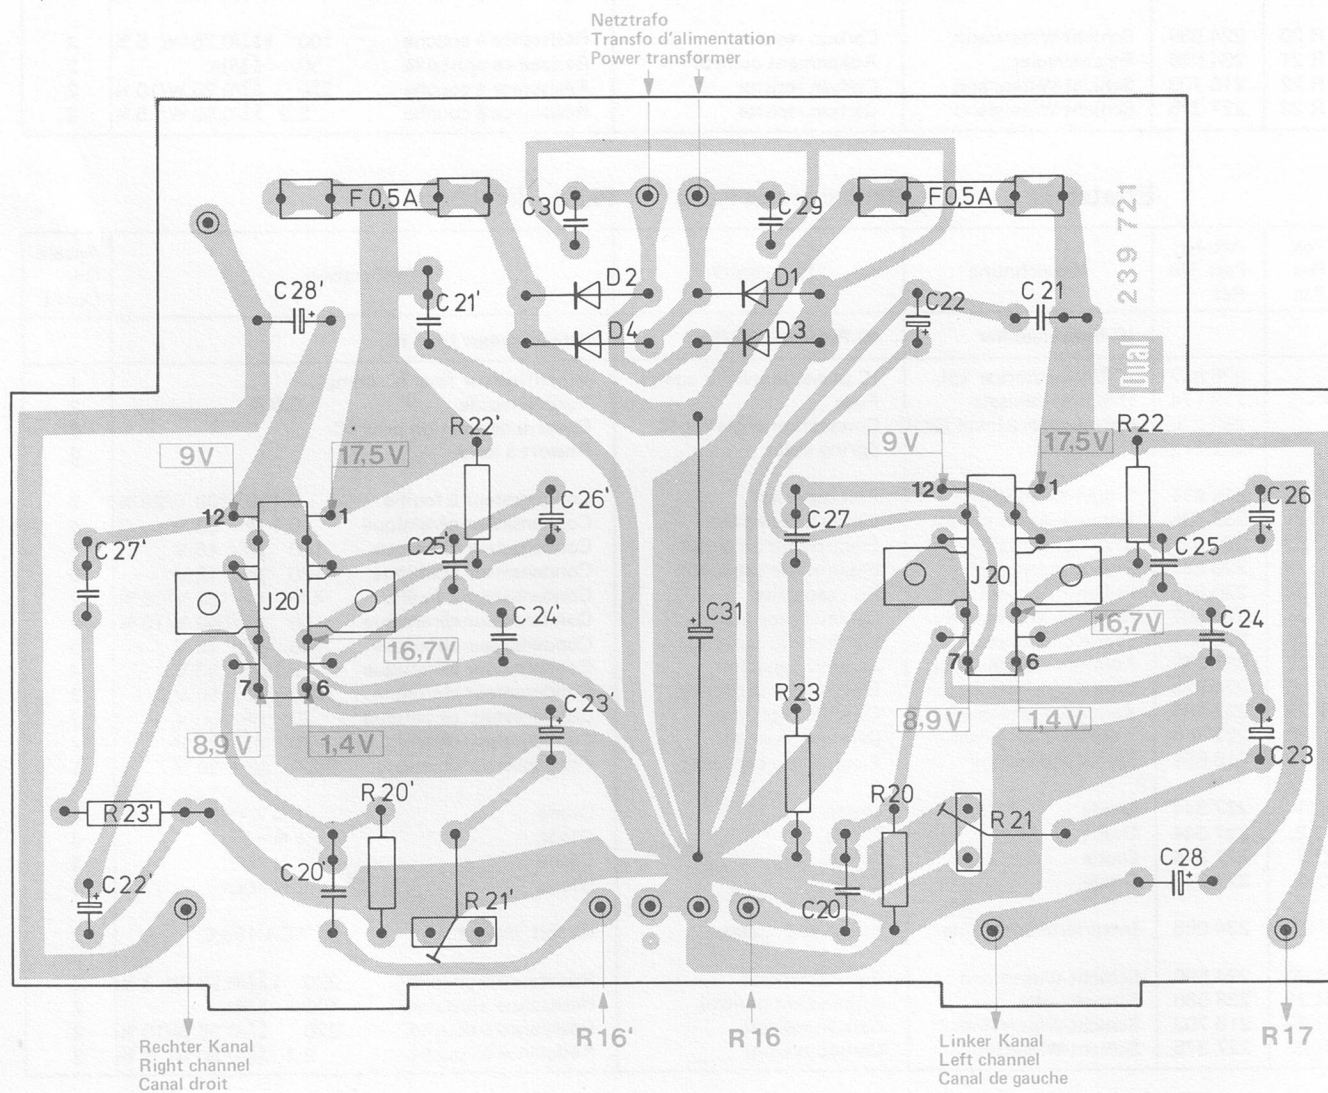 Netztrafo
Transfo d'alimentation
Power transformer
F 0,5A
F 0,5A
C30
C29
239 721
Dual
D2
D1
C28'
C21'
C22
C21
D4
D3
R22'
R22
9V
17,5V
9V
17,5V
12
1
12
1
C26'
C27
C26
C27'
C25'
C25
J20'
J20
C24'
C31
C24
16,7V
16,7V
7
6
7
6
C23'
R23
C23
8,9V
1,4V
8,9V
1,4V
R23'
R20'
R20
R21
C22'
C20'
R21'
C20
C28
R16'
R16
R17
Rechter Kanal
Right channel
Canal droit
Linker Kanal
Left channel
Canal de gauche